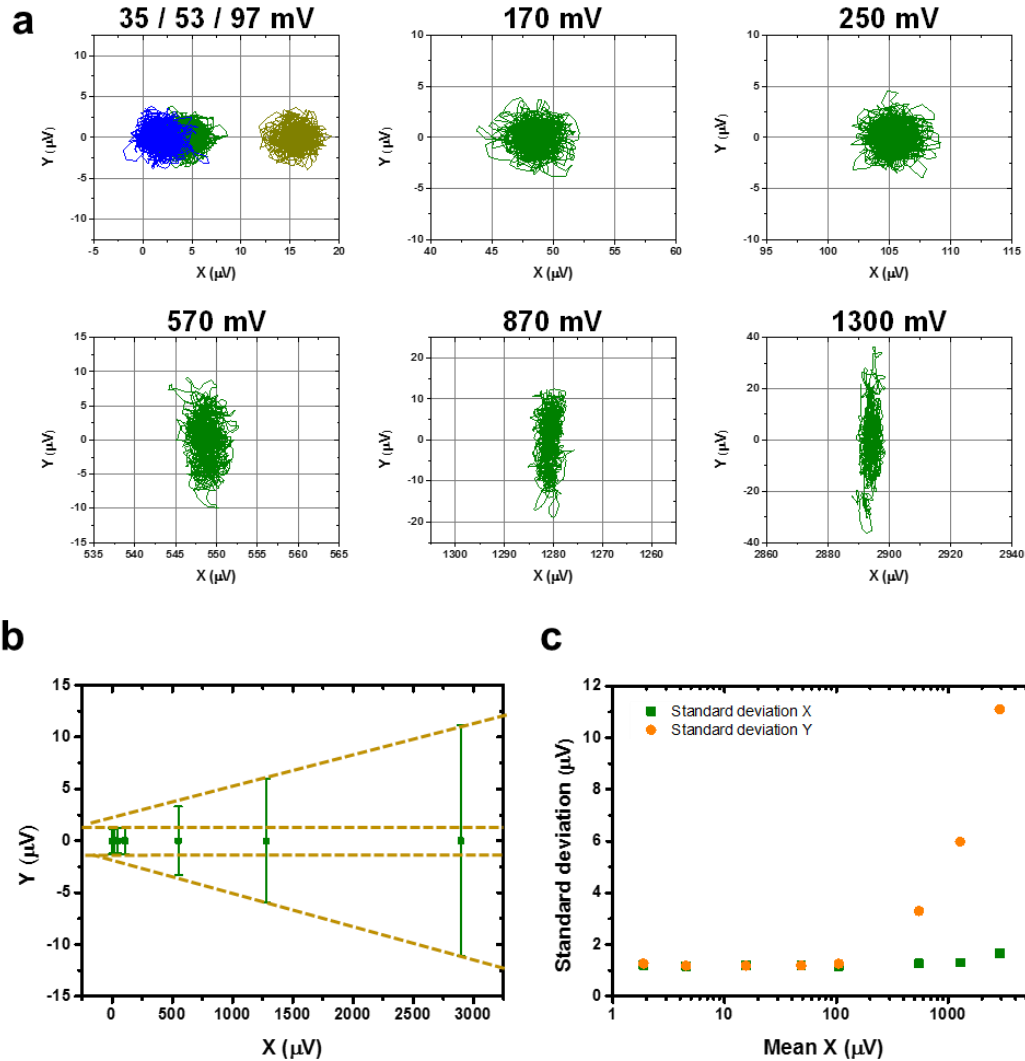 a
35 / 53 / 97 mV
170 mV
250 mV
10
5
0
-5
-10
Y (µV)
-5 0 5 10 15 20
X (µV)
10
5
0
-5
-10
Y (µV)
40 45 50 55 60
X (µV)
10
5
0
-5
-10
Y (µV)
95 100 105 110 115
X (µV)
570 mV
870 mV
1300 mV
15
10
5
0
-5
-10
-15
Y (µV)
535 545 550 555 560 565
X (µV)
20
10
0
-10
-20
Y (µV)
1300 1290 1280 1270 1260
X (µV)
40
20
0
-20
-40
Y (µV)
2860 2880 2900 2920 2940
X (µV)
b
15
10
5
0
-5
-10
-15
Y (µV)
0 500 1000 1500 2000 2500 3000
X (µV)
c
12
10
8
6
4
2
0
Standard deviation (µV)
Standard deviation X
Standard deviation Y
1 10 100 1000
Mean X (µV)